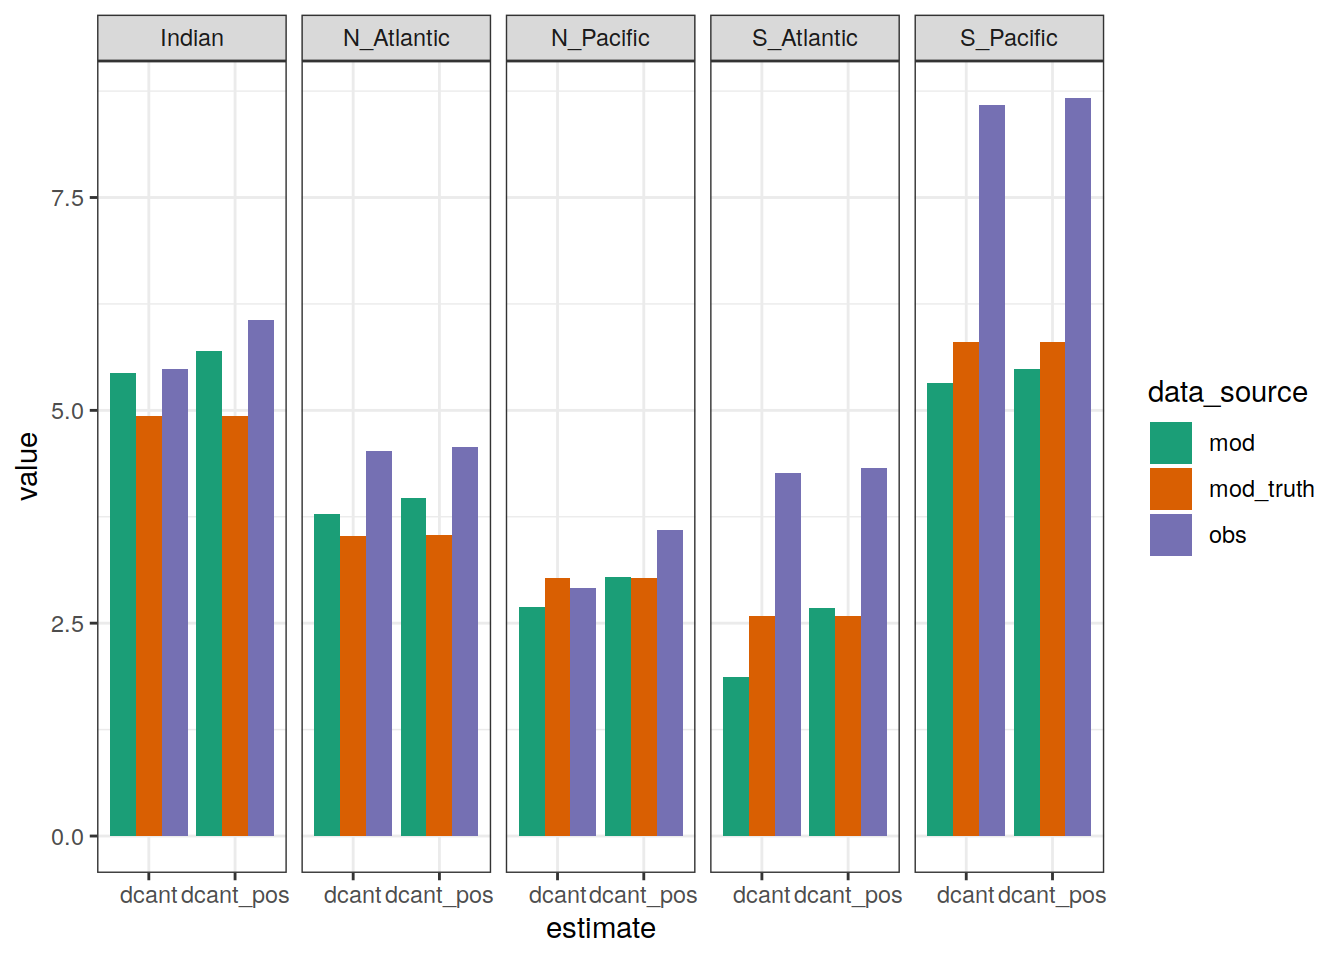 Indian N_Atlantic N_Pacific S_Atlantic S_Pacific
7.5
5.0
2.5
0.0
value
dcant dcant_pos dcant dcant_pos dcant dcant_pos dcant dcant_pos dcant dcant_pos
estimate
data_source
mod
mod_truth
obs